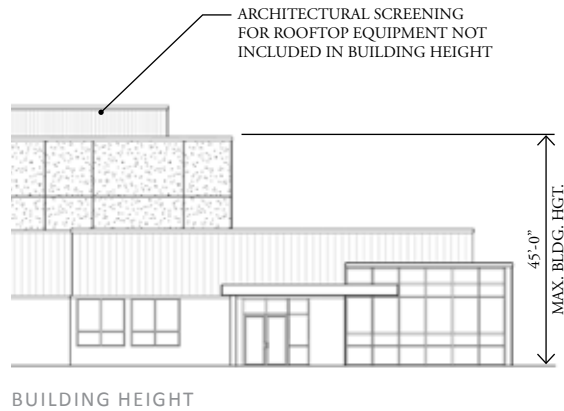 ARCHITECTURAL SCREENING
FOR ROOFTOP EQUIPMENT NOT
INCLUDED IN BUILDING HEIGHT
45'-0"
MAX. BLDG. HGT.
BUILDING HEIGHT